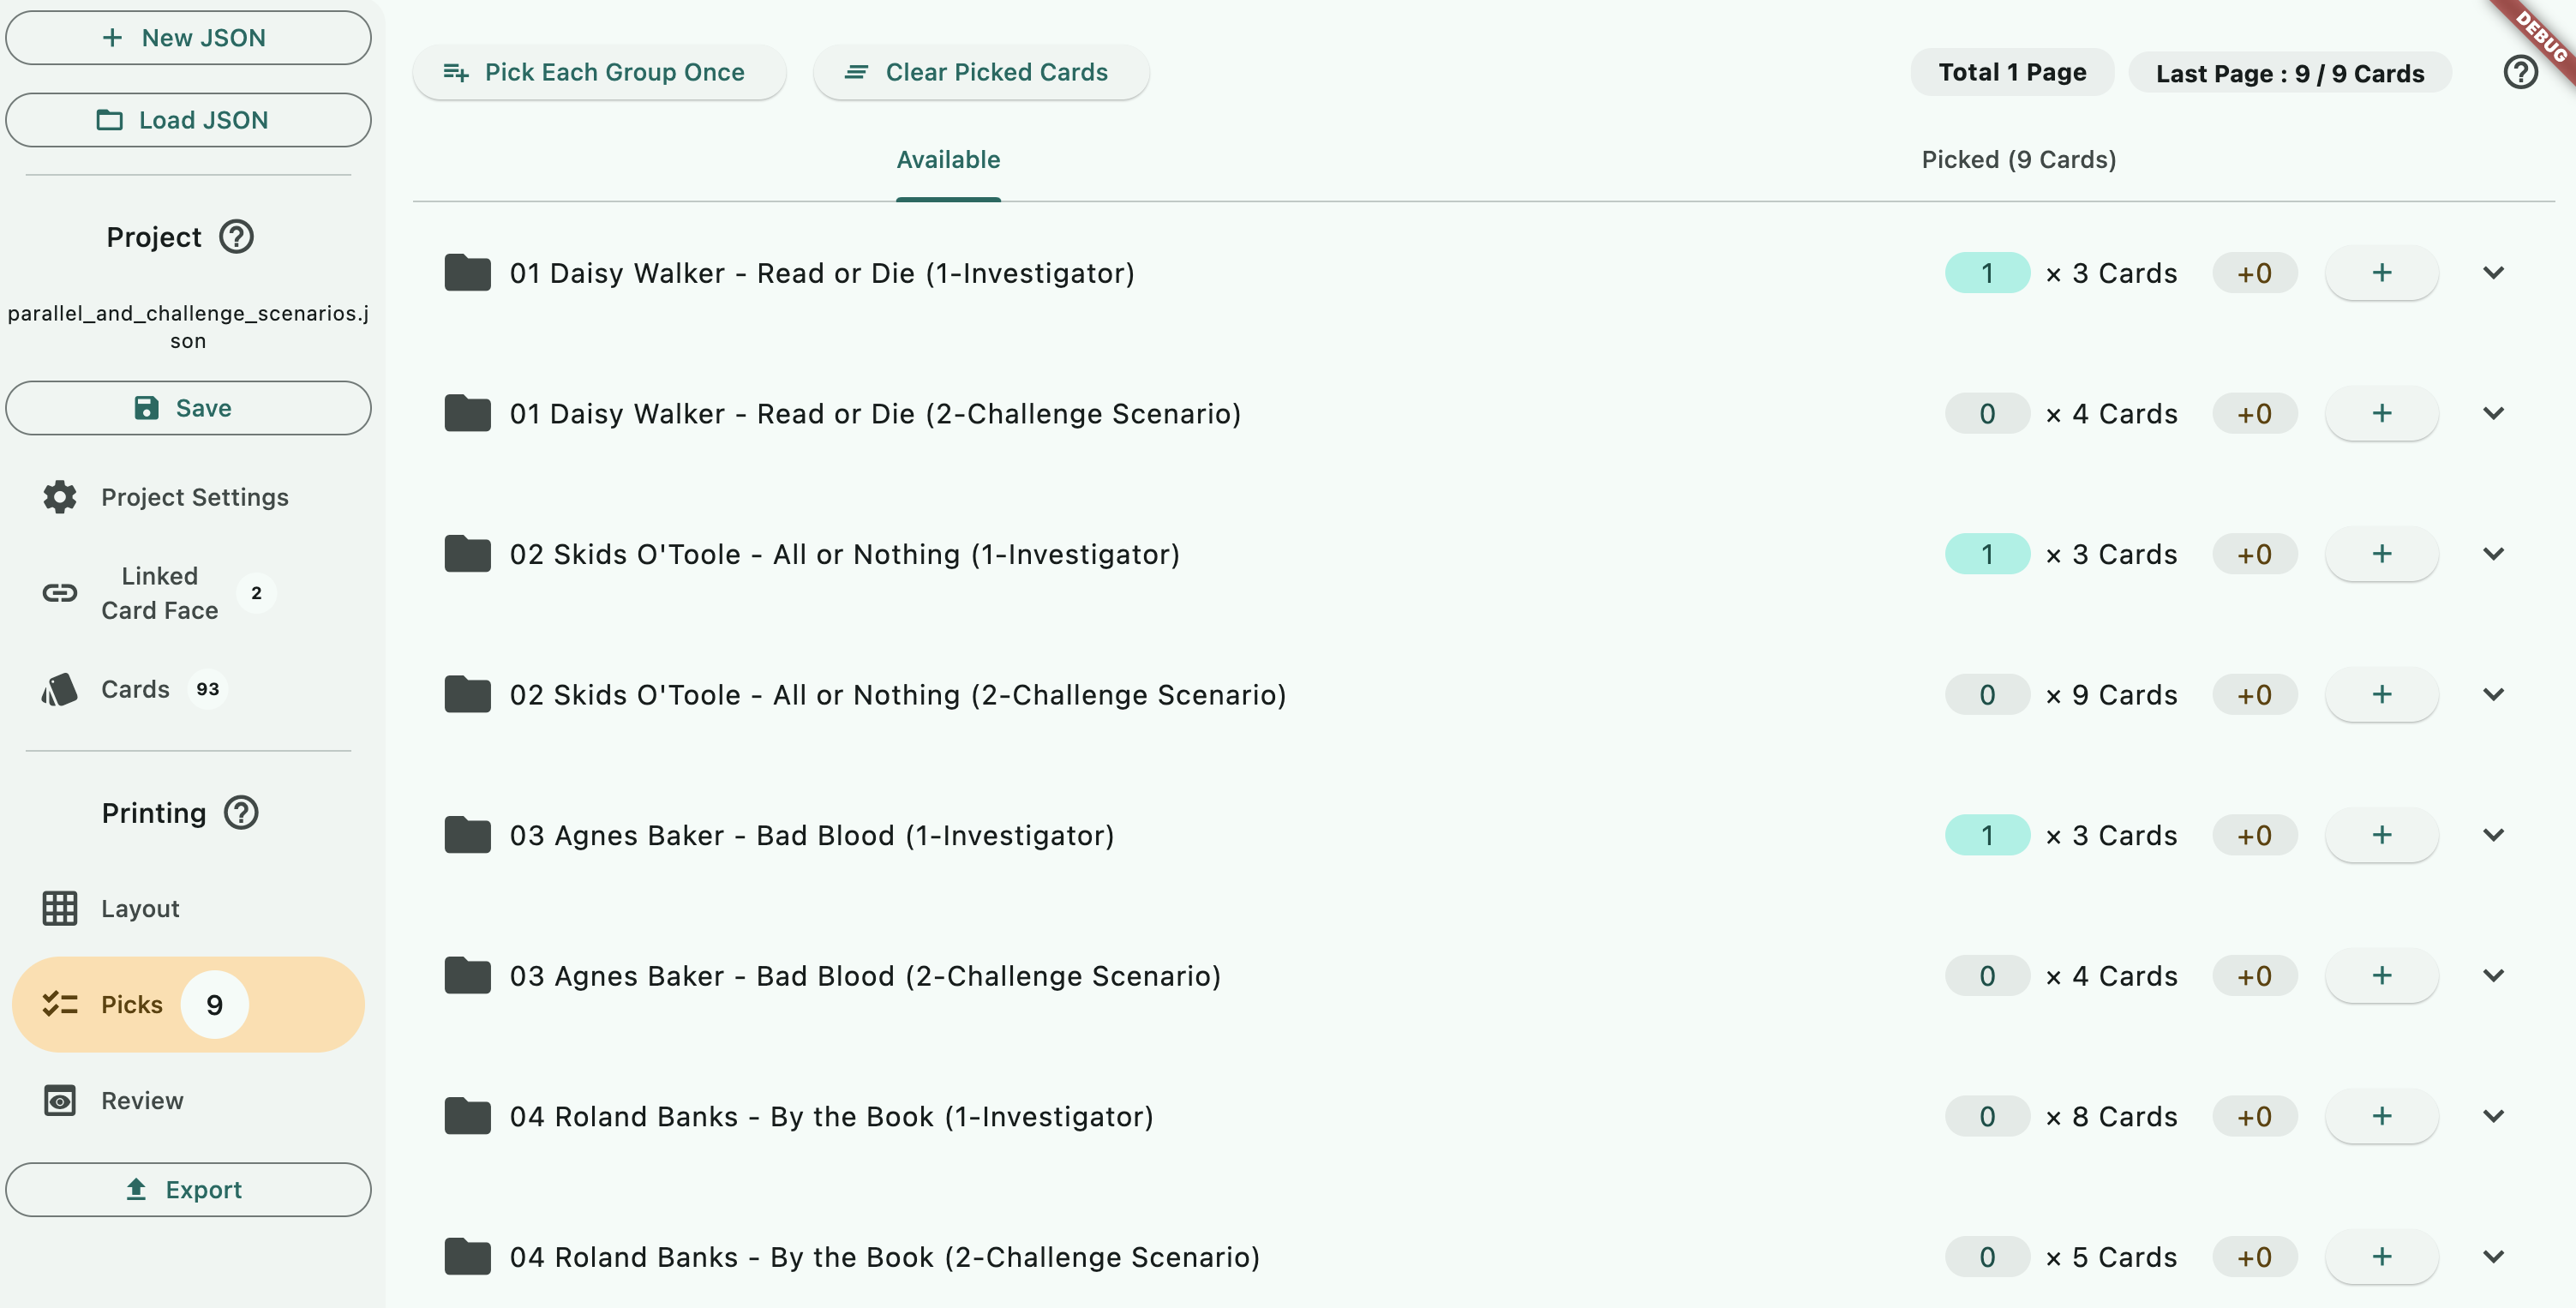 New JSON
Load JSON
Project
parallel_and_challenge_scenarios.j
son
Save
Project Settings
Linked
Card Face
2
Cards 93
Printing
Layout
Picks 9
Review
Export
Pick Each Group Once
Clear Picked Cards
Total 1 Page
Last Page : 9 / 9 Cards
DEBUG
Available
Picked (9 Cards)
01 Daisy Walker - Read or Die (1-Investigator) 1 × 3 Cards +0 +
01 Daisy Walker - Read or Die (2-Challenge Scenario) 0 × 4 Cards +0 +
02 Skids O'Toole - All or Nothing (1-Investigator) 1 × 3 Cards +0 +
02 Skids O'Toole - All or Nothing (2-Challenge Scenario) 0 × 9 Cards +0 +
03 Agnes Baker - Bad Blood (1-Investigator) 1 × 3 Cards +0 +
03 Agnes Baker - Bad Blood (2-Challenge Scenario) 0 × 4 Cards +0 +
04 Roland Banks - By the Book (1-Investigator) 0 × 8 Cards +0 +
04 Roland Banks - By the Book (2-Challenge Scenario) 0 × 5 Cards +0 +